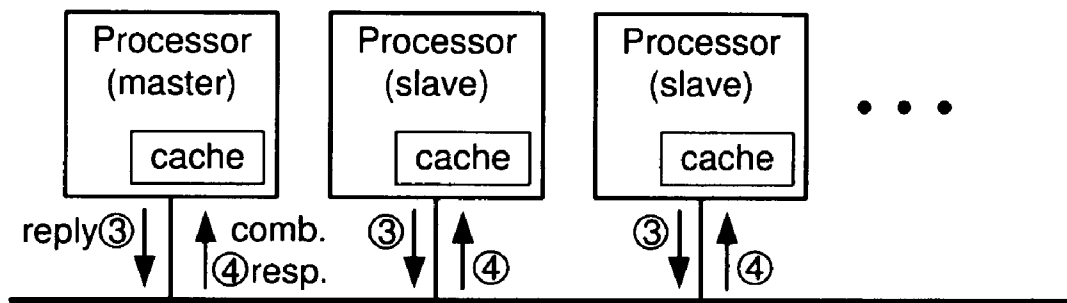 Processor
(master)
cache
Processor
(slave)
cache
Processor
(slave)
cache
• • •
reply③
comb.
④resp.
③
④
③
④